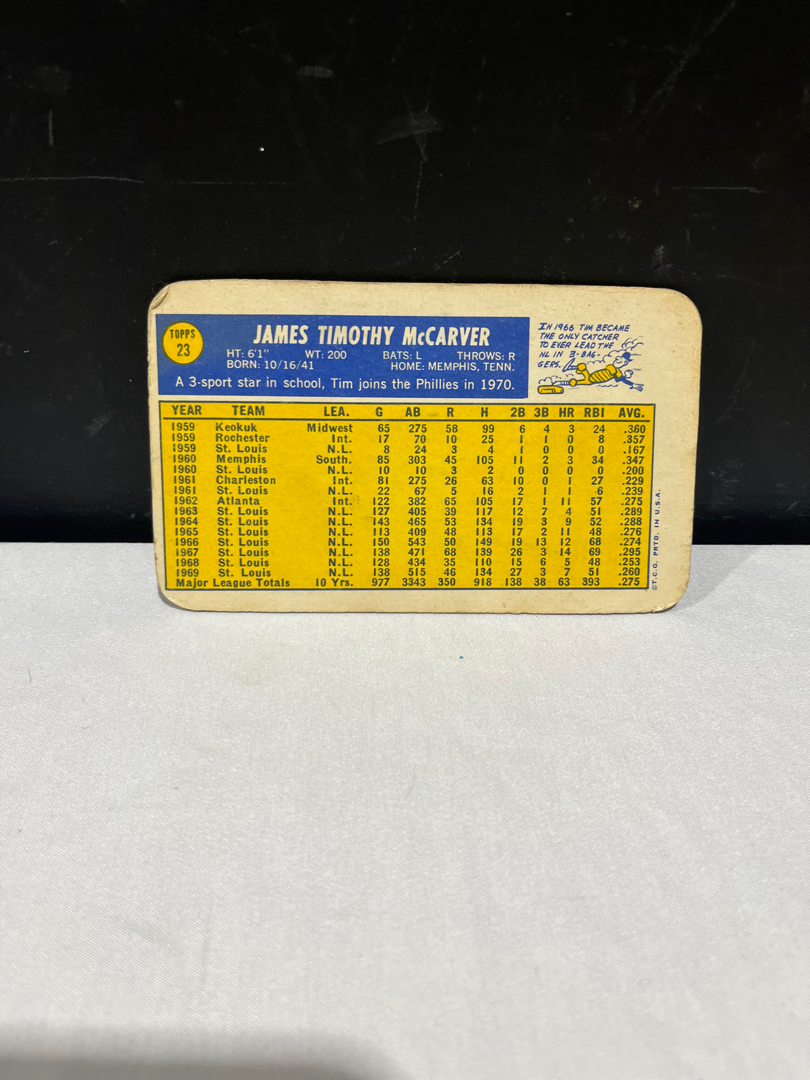 TOPPS
23
JAMES TIMOTHY McCARVER
HT: 6'1" WT: 200 BATS: L THROWS: R
BORN: 10/16/41 HOME: MEMPHIS, TENN.
A 3-sport star in school, Tim joins the Phillies in 1970.
IN 1966 TIM BECAME
THE ONLY CATCHER
TO EVER LEAD THE
NL IN 3-BAG-
GERS.
YEAR TEAM LEA. G AB R H 2B 3B HR RBI AVG.
1959 Keokuk Midwest 65 275 58 99 6 4 3 24 .360
1959 Rochester Int. 17 70 10 25 1 1 0 8 .357
1959 St. Louis N.L. 8 24 3 4 1 0 0 0 .167
1960 Memphis South. 85 303 45 105 11 2 3 34 .347
1960 St. Louis N.L. 10 10 3 2 0 0 0 0 .200
1961 Charleston Int. 81 275 26 63 10 0 1 27 .229
1961 St. Louis N.L. 22 67 5 16 2 1 1 6 .239
1962 Atlanta Int. 122 382 65 105 17 1 11 57 .275
1963 St. Louis N.L. 127 405 39 117 12 7 4 51 .289
1964 St. Louis N.L. 143 465 53 134 19 3 9 52 .288
1965 St. Louis N.L. 113 409 48 113 17 2 11 48 .276
1966 St. Louis N.L. 150 543 50 149 19 13 12 68 .274
1967 St. Louis N.L. 138 471 68 139 26 3 14 69 .295
1968 St. Louis N.L. 128 434 35 110 15 6 5 48 .253
1969 St. Louis N.L. 138 515 46 134 27 3 7 51 .260
Major League Totals 10 Yrs. 977 3343 350 918 138 38 63 393 .275
©T.C.G. PRTD. IN U.S.A.